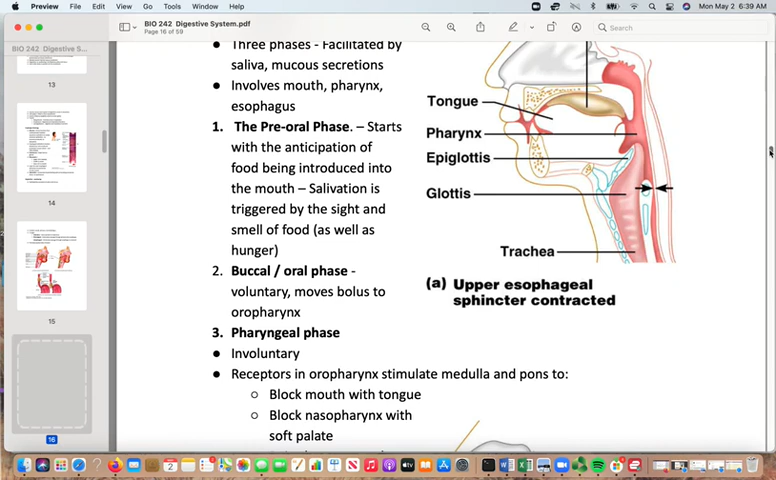 Preview File Edit View Go Tools Window Help
Mon May 2 6:39 AM
BIO 242 Digestive System.pdf
Page 16 of 59
Search
BIO 242 Digestive S...
13
14
15
16
● Three phases - Facilitated by
saliva, mucous secretions
● Involves mouth, pharynx,
esophagus
1. The Pre-oral Phase. – Starts
with the anticipation of
food being introduced into
the mouth – Salivation is
triggered by the sight and
smell of food (as well as
hunger)
2. Buccal / oral phase -
voluntary, moves bolus to
oropharynx
3. Pharyngeal phase
● Involuntary
● Receptors in oropharynx stimulate medulla and pons to:
○ Block mouth with tongue
○ Block nasopharynx with
soft palate
Tongue
Pharynx
Epiglottis
Glottis
Trachea
(a) Upper esophageal
sphincter contracted